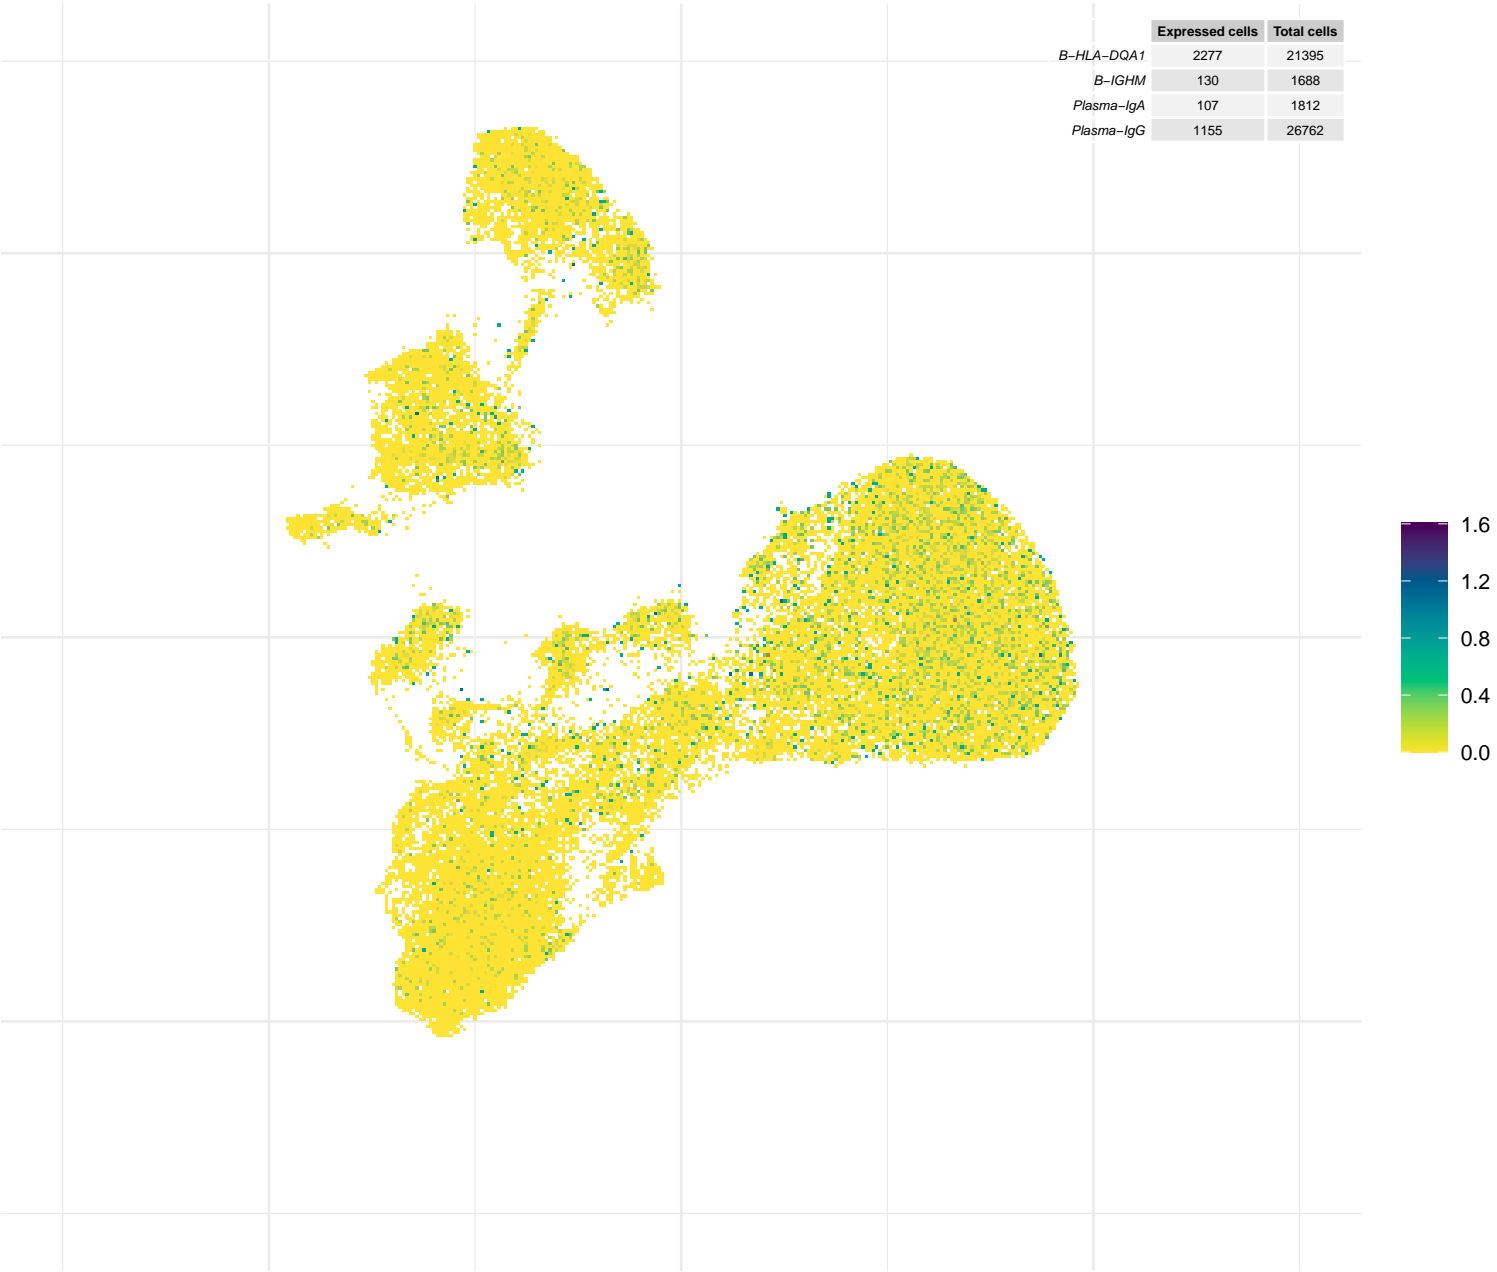 Expressed cells Total cells
B−HLA−DQA1 2277 21395
B−IGHM 130 1688
Plasma−IgA 107 1812
Plasma−IgG 1155 26762
1.6
1.2
0.8
0.4
0.0